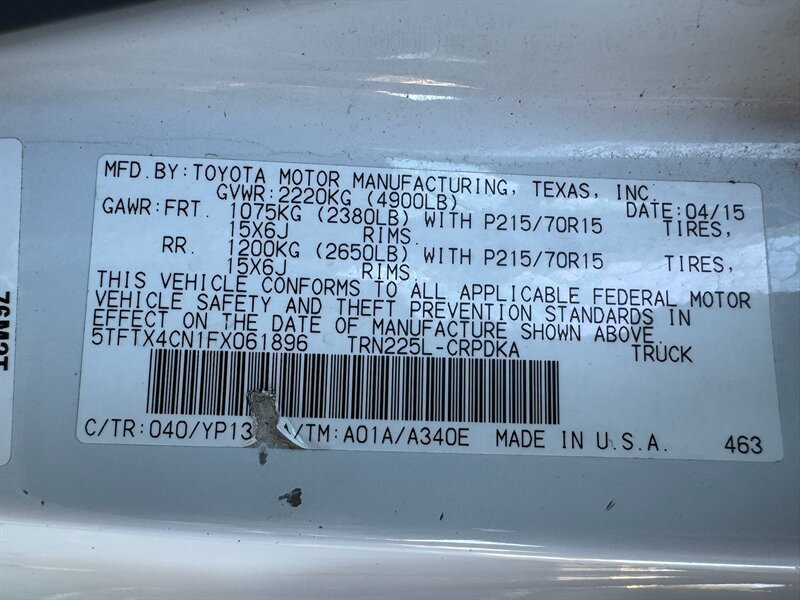 MFD.BY:TOYOTA MOTOR MANUFACTURING, TEXAS, INC.
GVWR:2220KG (4900LB) DATE:04/15
GAWR:FRT. 1075KG (2380LB) WITH P215/70R15 TIRES,
15X6J RIMS.
RR. 1200KG (2650LB) WITH P215/70R15 TIRES,
15X6J RIMS.
THIS VEHICLE CONFORMS TO ALL APPLICABLE FEDERAL MOTOR
VEHICLE SAFETY AND THEFT PREVENTION STANDARDS IN
EFFECT ON THE DATE OF MANUFACTURE SHOWN ABOVE.
5TFTX4CN1FX061896 TRN225L-CRPDKA TRUCK
C/TR:040/YP13 /TM:A01A/A340E MADE IN U.S.A. 463